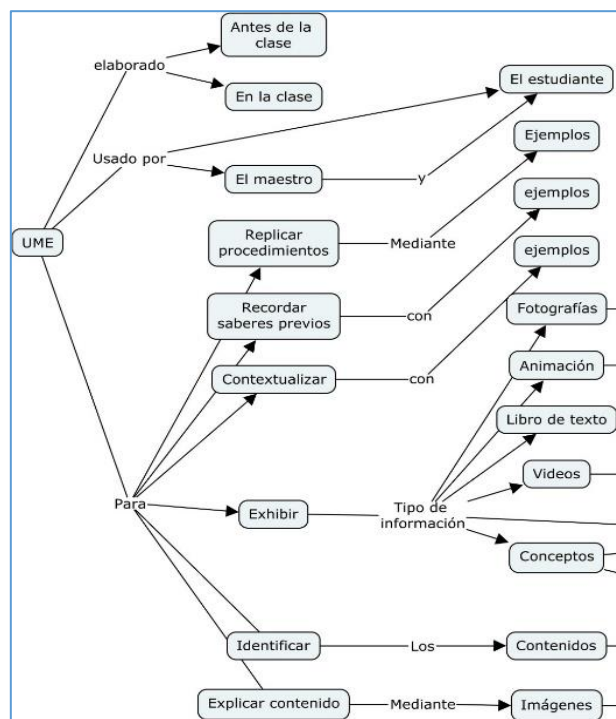 Antes de la
clase
elaborado
En la clase
El estudiante
Usado por
El maestro
y
Ejemplos
UME
Replicar
procedimientos
Mediante
ejemplos
Recordar
saberes previos
con
ejemplos
Contextualizar
con
Fotografías
Animación
Libro de texto
Videos
Para
Exhibir
Tipo de
información
Conceptos
Identificar
Los
Contenidos
Explicar contenido
Mediante
Imágenes